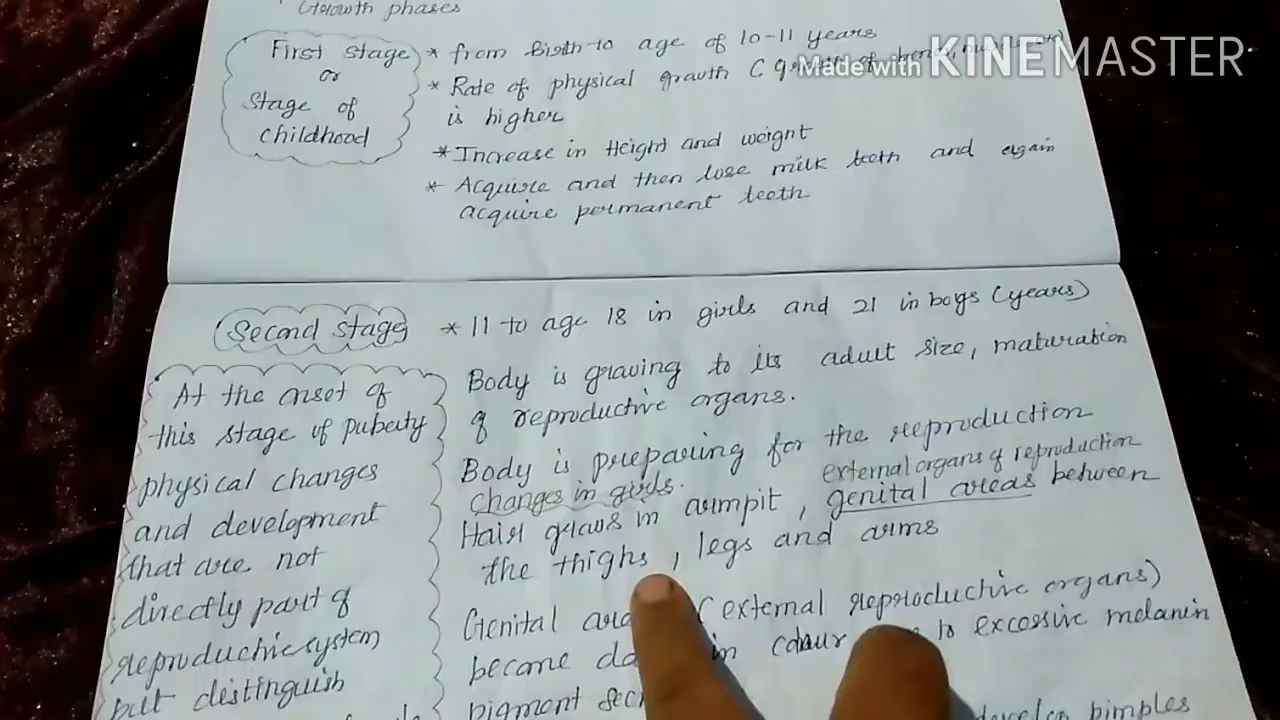 Growth phases
First stage
or
Stage of
childhood
* from birth to age of 10-11 years
* Rate of physical growth (
is higher
* Increase in Height and weight
* Acquire and then lose milk teeth and again
acquire permanent teeth
Made with KINEMASTER
Second stage
* 11 to age 18 in girls and 21 in boys (years)
At the onset of
this stage of puberty
physical changes
and development
that are not
directly part of
reproductive system
but distinguish
Body is growing to its adult size, maturation
of reproductive organs.
Body is preparing for the reproduction
changes in girls.
external organs of reproduction
Hair grows in armpit, genital areas between
the thighs, legs and arms
Genital (external reproductive organs)
become in colour to excessive melanin
pigment
develop pimples